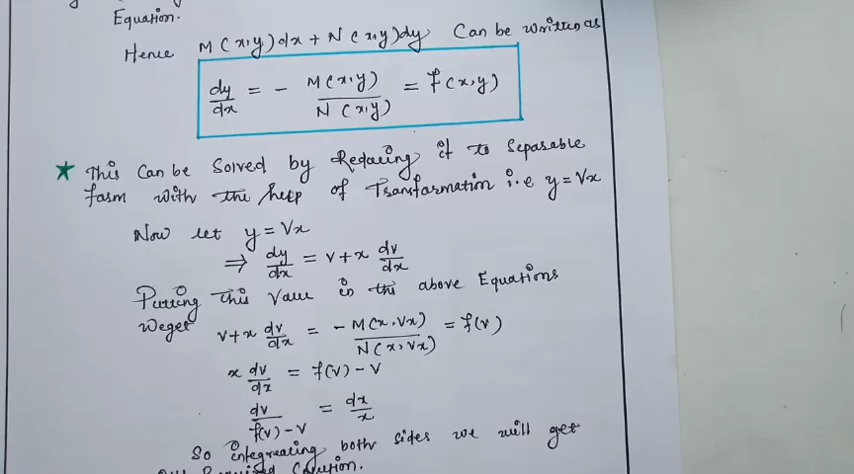 Equation.
Hence M(x,y)dx + N(x,y)dy Can be written as
dy/dx = - M(x,y)/N(x,y) = f(x,y)
★ This Can be Solved by Reducing it to Separable
form with the help of Transformation i.e y = Vx
Now let y = Vx
⇒ dy/dx = v + x dv/dx
Putting this Value in the above Equations
We get v + x dv/dx = -M(x,Vx)/N(x,Vx) = f(v)
x dv/dx = f(v) - V
dv/f(v)-V = dx/x
So integreating both sides we will get
Solution.